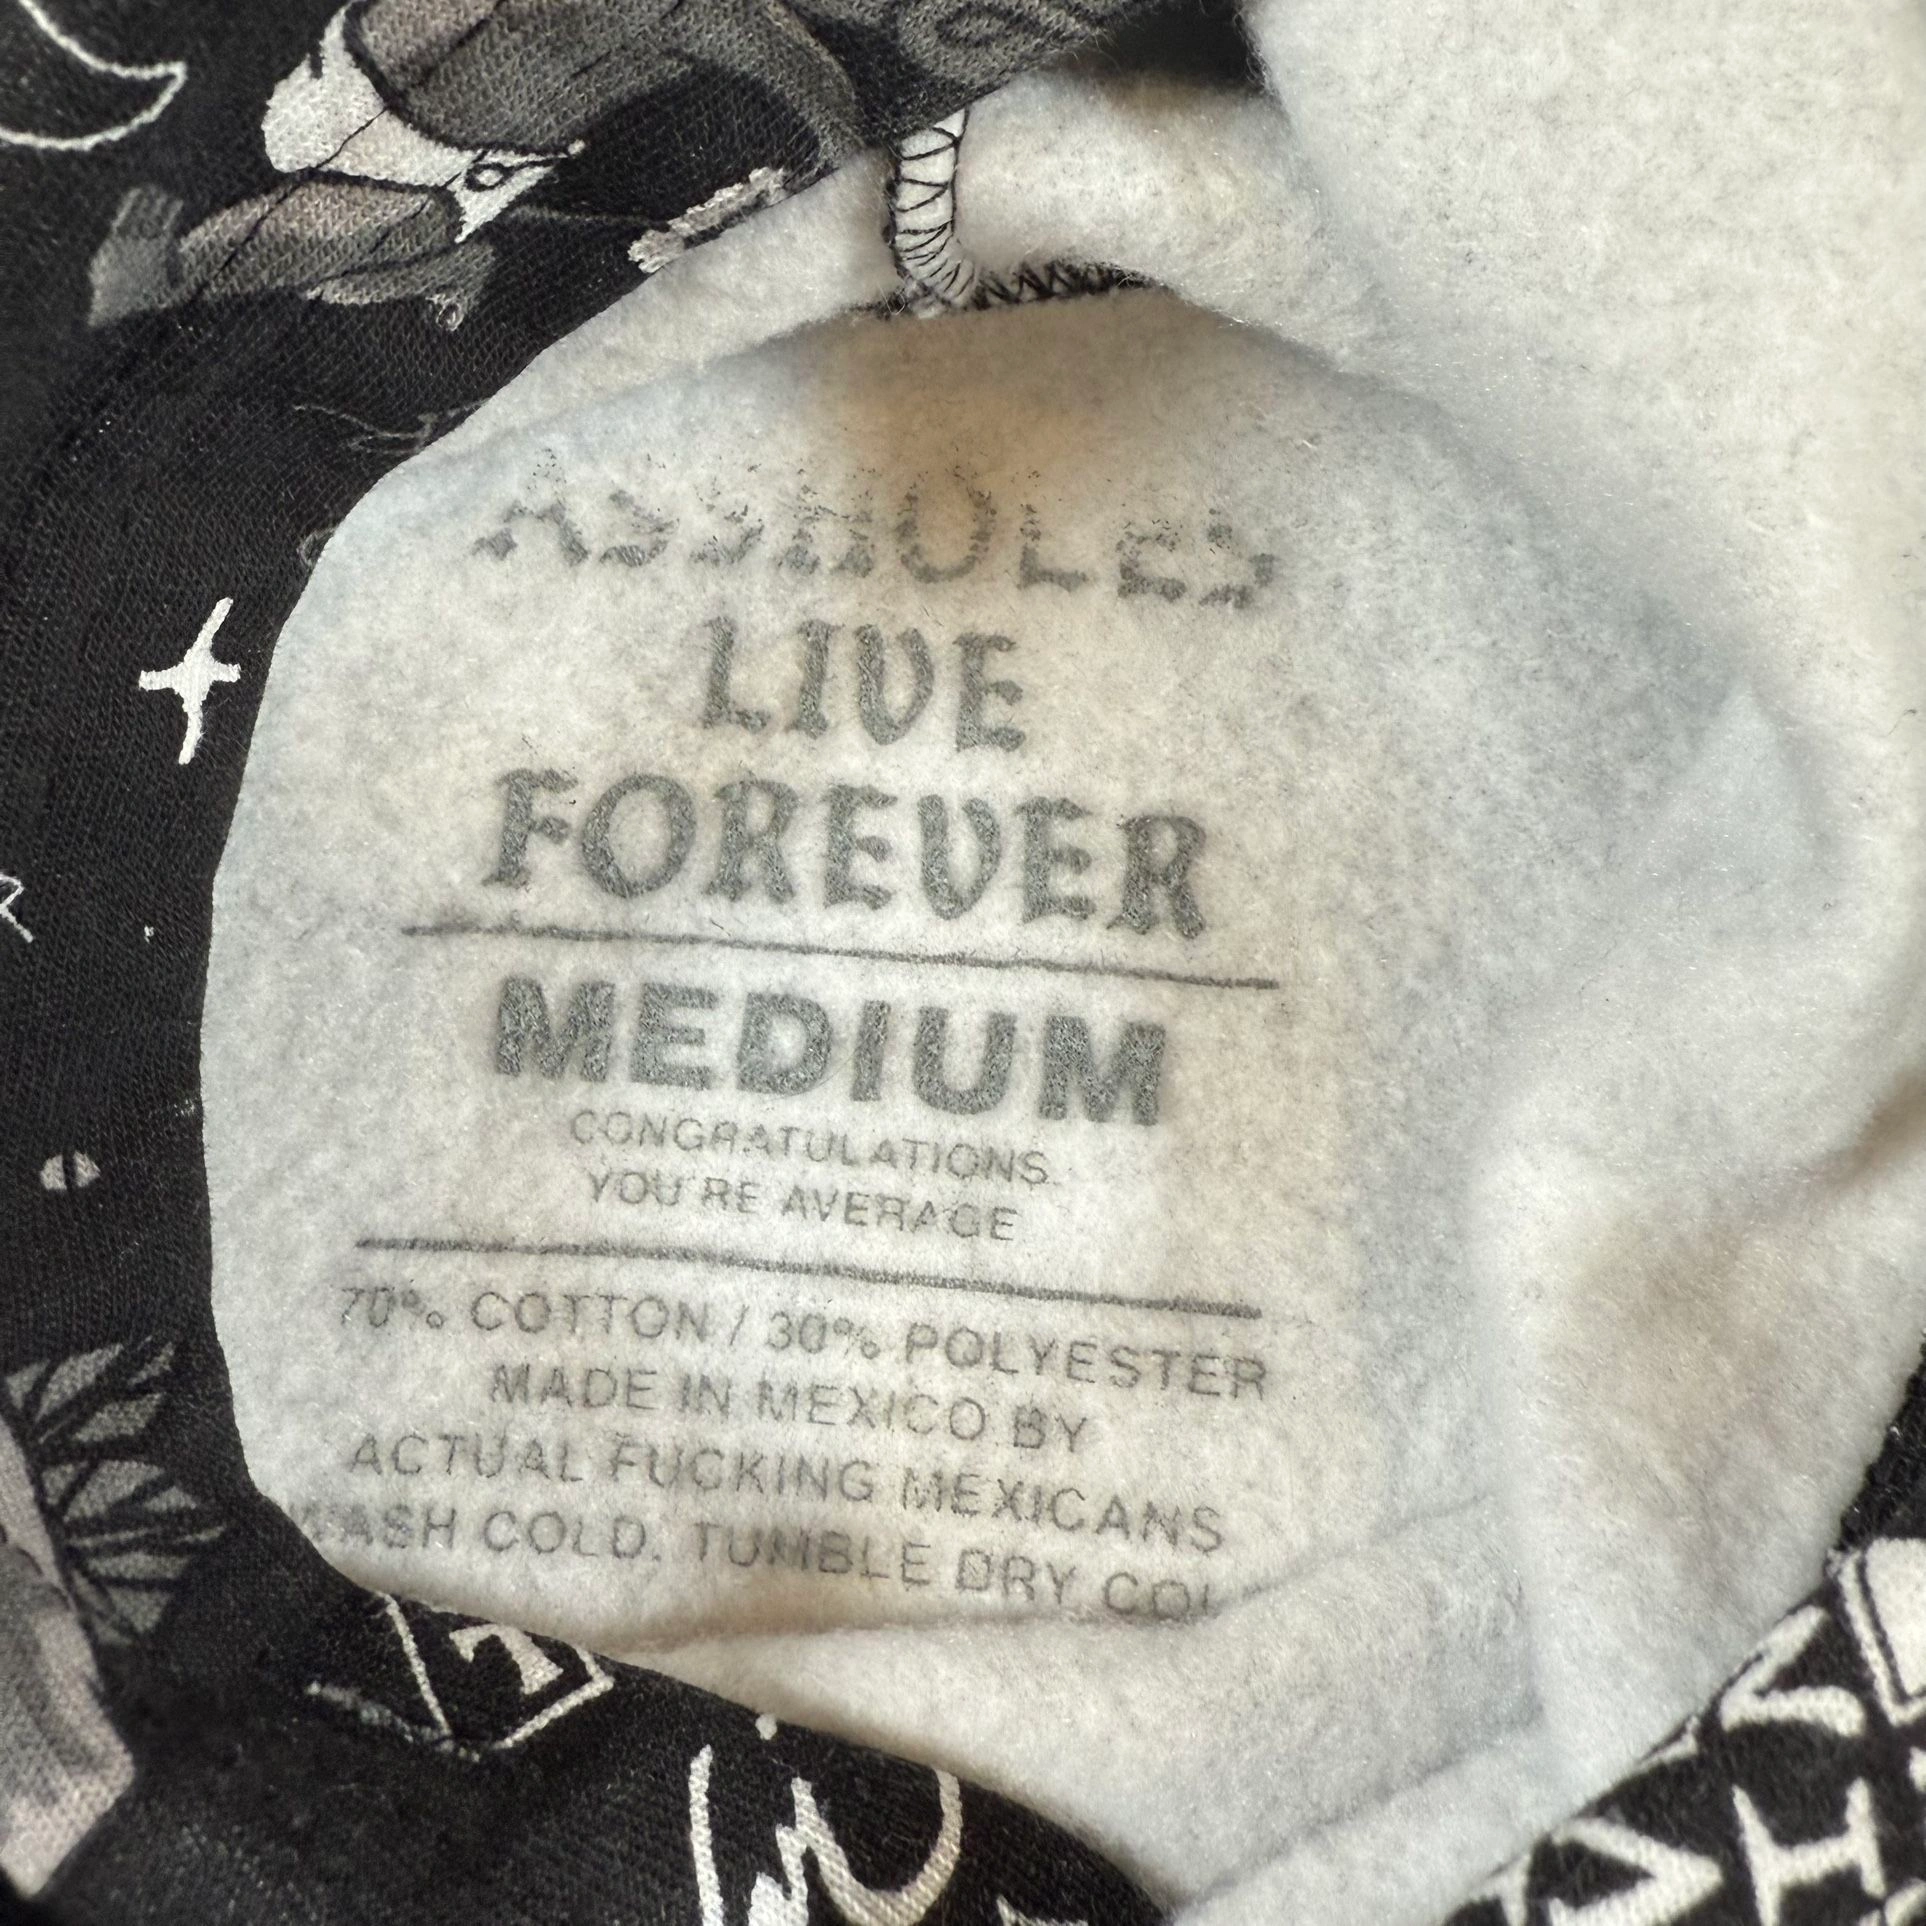 ASSHOLES
LIVE
FOREVER
MEDIUM
CONGRATULATIONS
YOU'RE AVERAGE
70% COTTON / 30% POLYESTER
MADE IN MEXICO BY
ACTUAL FUCKING MEXICANS
WASH COLD. TUMBLE DRY